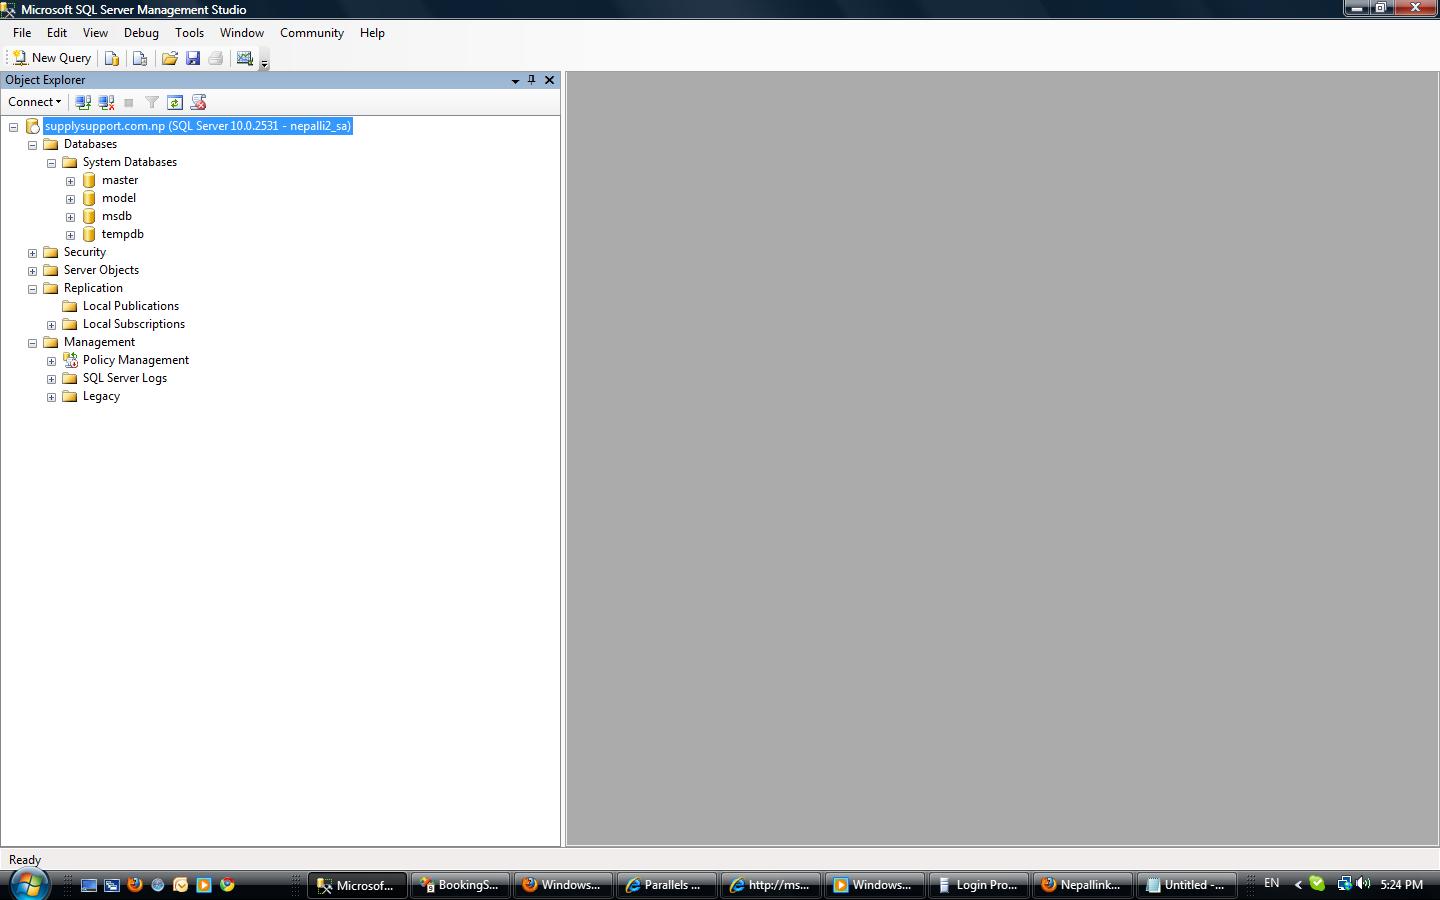 Microsoft SQL Server Management Studio
File Edit View Debug Tools Window Community Help
New Query
Object Explorer
Connect
supplysupport.com.np (SQL Server 10.0.2531 - nepalli2_sa)
Databases
System Databases
master
model
msdb
tempdb
Security
Server Objects
Replication
Local Publications
Local Subscriptions
Management
Policy Management
SQL Server Logs
Legacy
Ready
Microsof... BookingS... Windows... Parallels ... http://ms... Windows... Login Pro... Nepallink... Untitled -... EN 5:24 PM